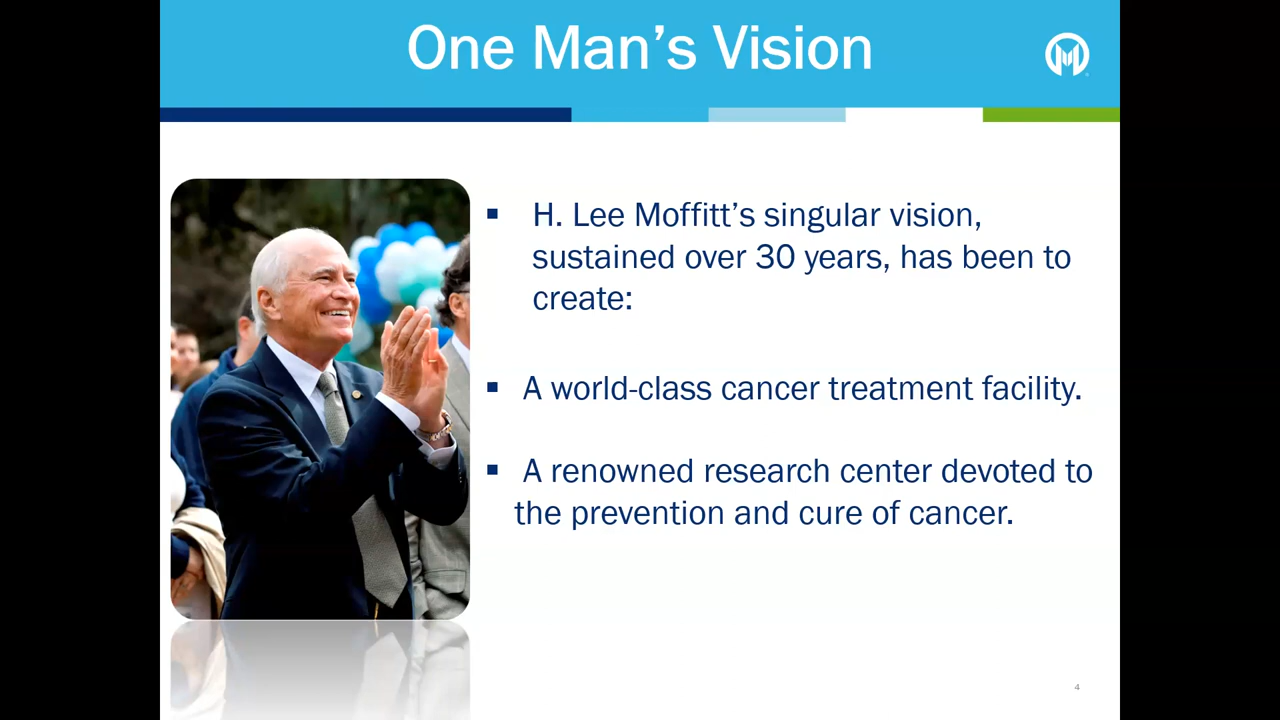 One Man’s Vision
▪ H. Lee Moffitt’s singular vision,
sustained over 30 years, has been to
create:
▪ A world-class cancer treatment facility.
▪ A renowned research center devoted to
the prevention and cure of cancer.
4